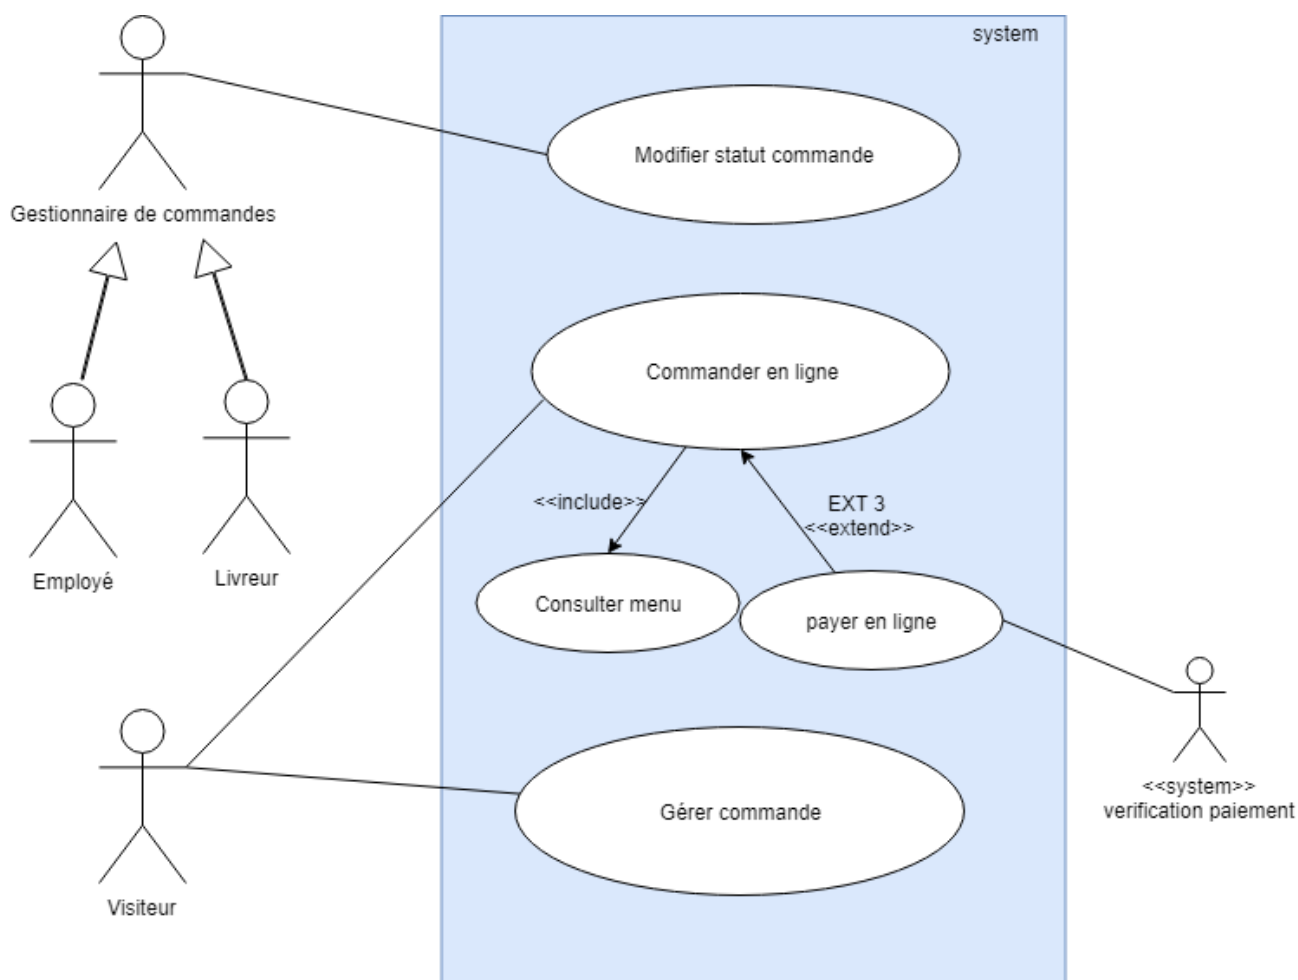 system
Modifier statut commande
Gestionnaire de commandes
Commander en ligne
<<include>>
EXT 3
<<extend>>
Employé
Livreur
Consulter menu
payer en ligne
<<system>>
verification paiement
Gérer commande
Visiteur